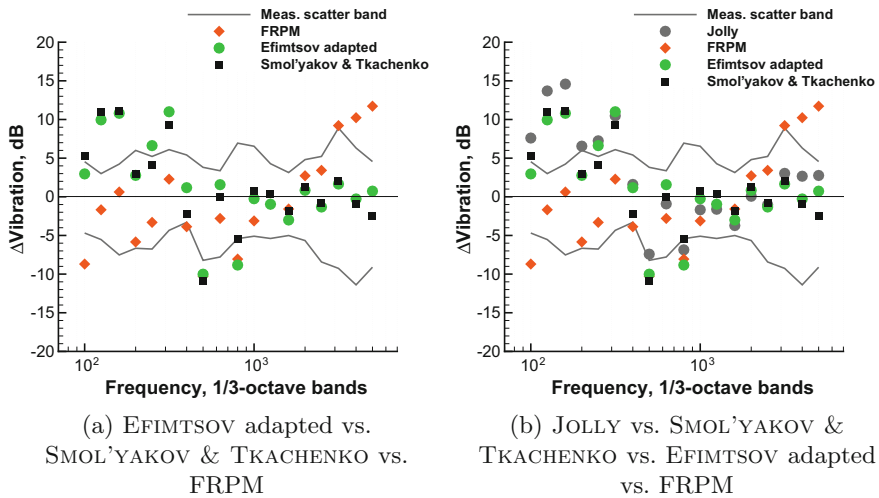 Meas. scatter band
FRPM
Efimtsov adapted
Smol'yakov & Tkachenko
20
15
10
5
0
-5
-10
-15
-20
ΔVibration, dB
10²
10³
Frequency, 1/3-octave bands
(a) EFIMTSOV adapted vs.
SMOL'YAKOV & TKACHENKO vs.
FRPM
Meas. scatter band
Jolly
FRPM
Efimtsov adapted
Smol'yakov & Tkachenko
20
15
10
5
0
-5
-10
-15
-20
ΔVibration, dB
10²
10³
Frequency, 1/3-octave bands
(b) JOLLY vs. SMOL'YAKOV &
TKACHENKO vs. EFIMTSOV adapted
vs. FRPM